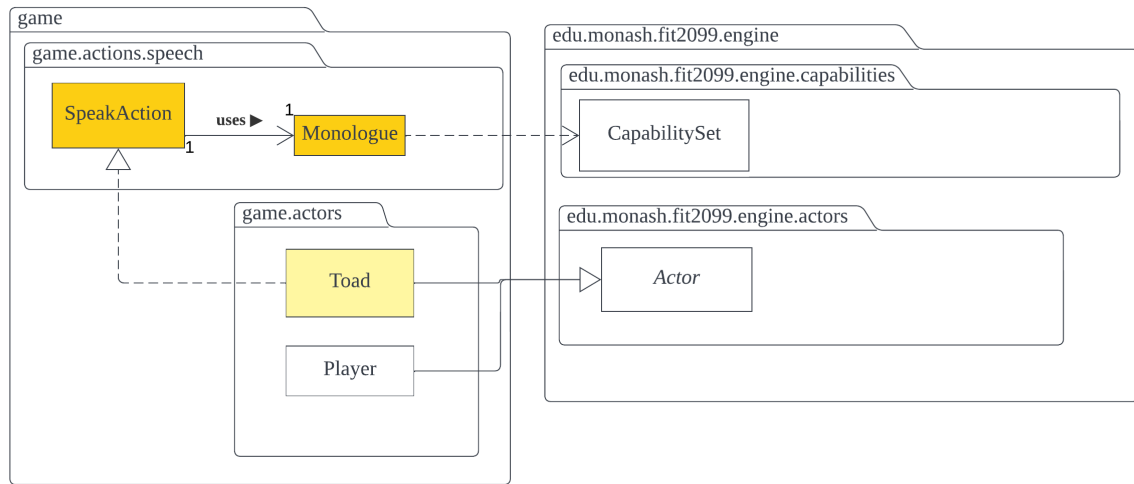 game
game.actions.speech
SpeakAction
uses ▶
1
1
Monologue
game.actors
Toad
Player
edu.monash.fit2099.engine
edu.monash.fit2099.engine.capabilities
CapabilitySet
edu.monash.fit2099.engine.actors
Actor